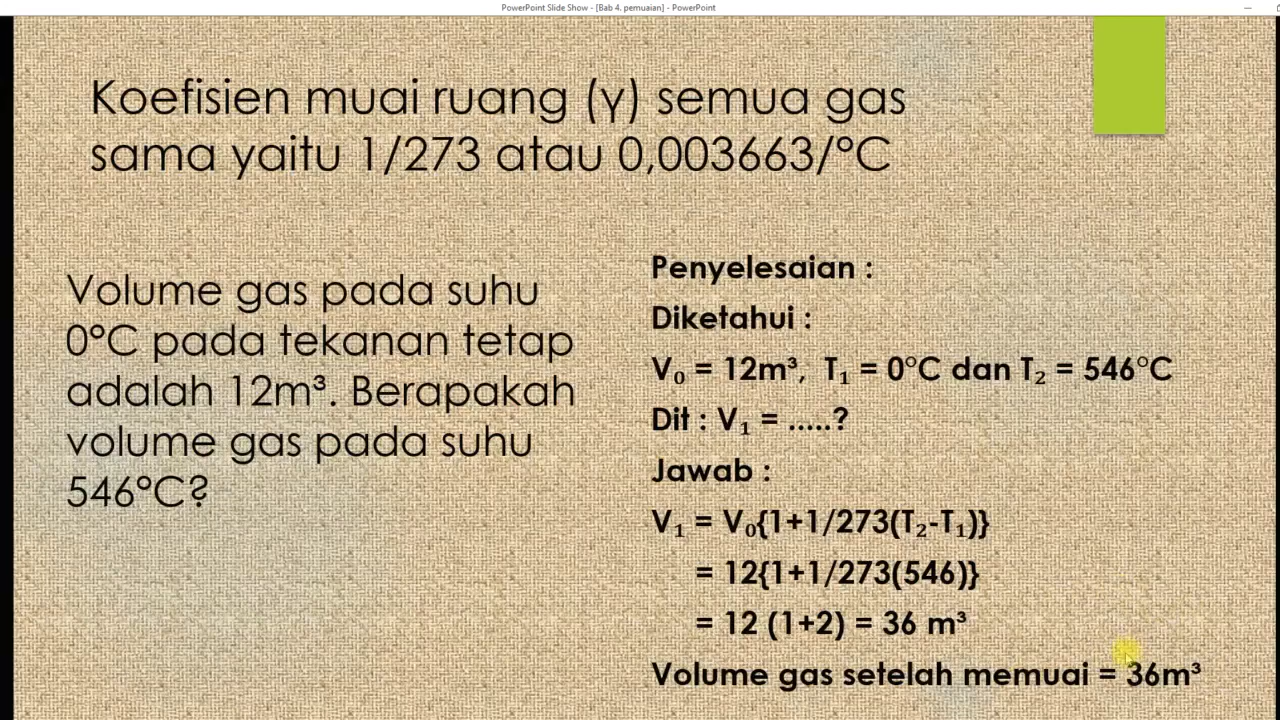 PowerPoint Slide Show - [Bab 4. pemuaian] - PowerPoint
Koefisien muai ruang (γ) semua gas
sama yaitu 1/273 atau 0,003663/°C
Volume gas pada suhu
0°C pada tekanan tetap
adalah 12m³. Berapakah
volume gas pada suhu
546°C?
Penyelesaian :
Diketahui :
V₀ = 12m³, T₁ = 0°C dan T₂ = 546°C
Dit : V₁ = .....?
Jawab :
V₁ = V₀{1+1/273(T₂-T₁)}
= 12{1+1/273(546)}
= 12 (1+2) = 36 m³
Volume gas setelah memuai = 36m³